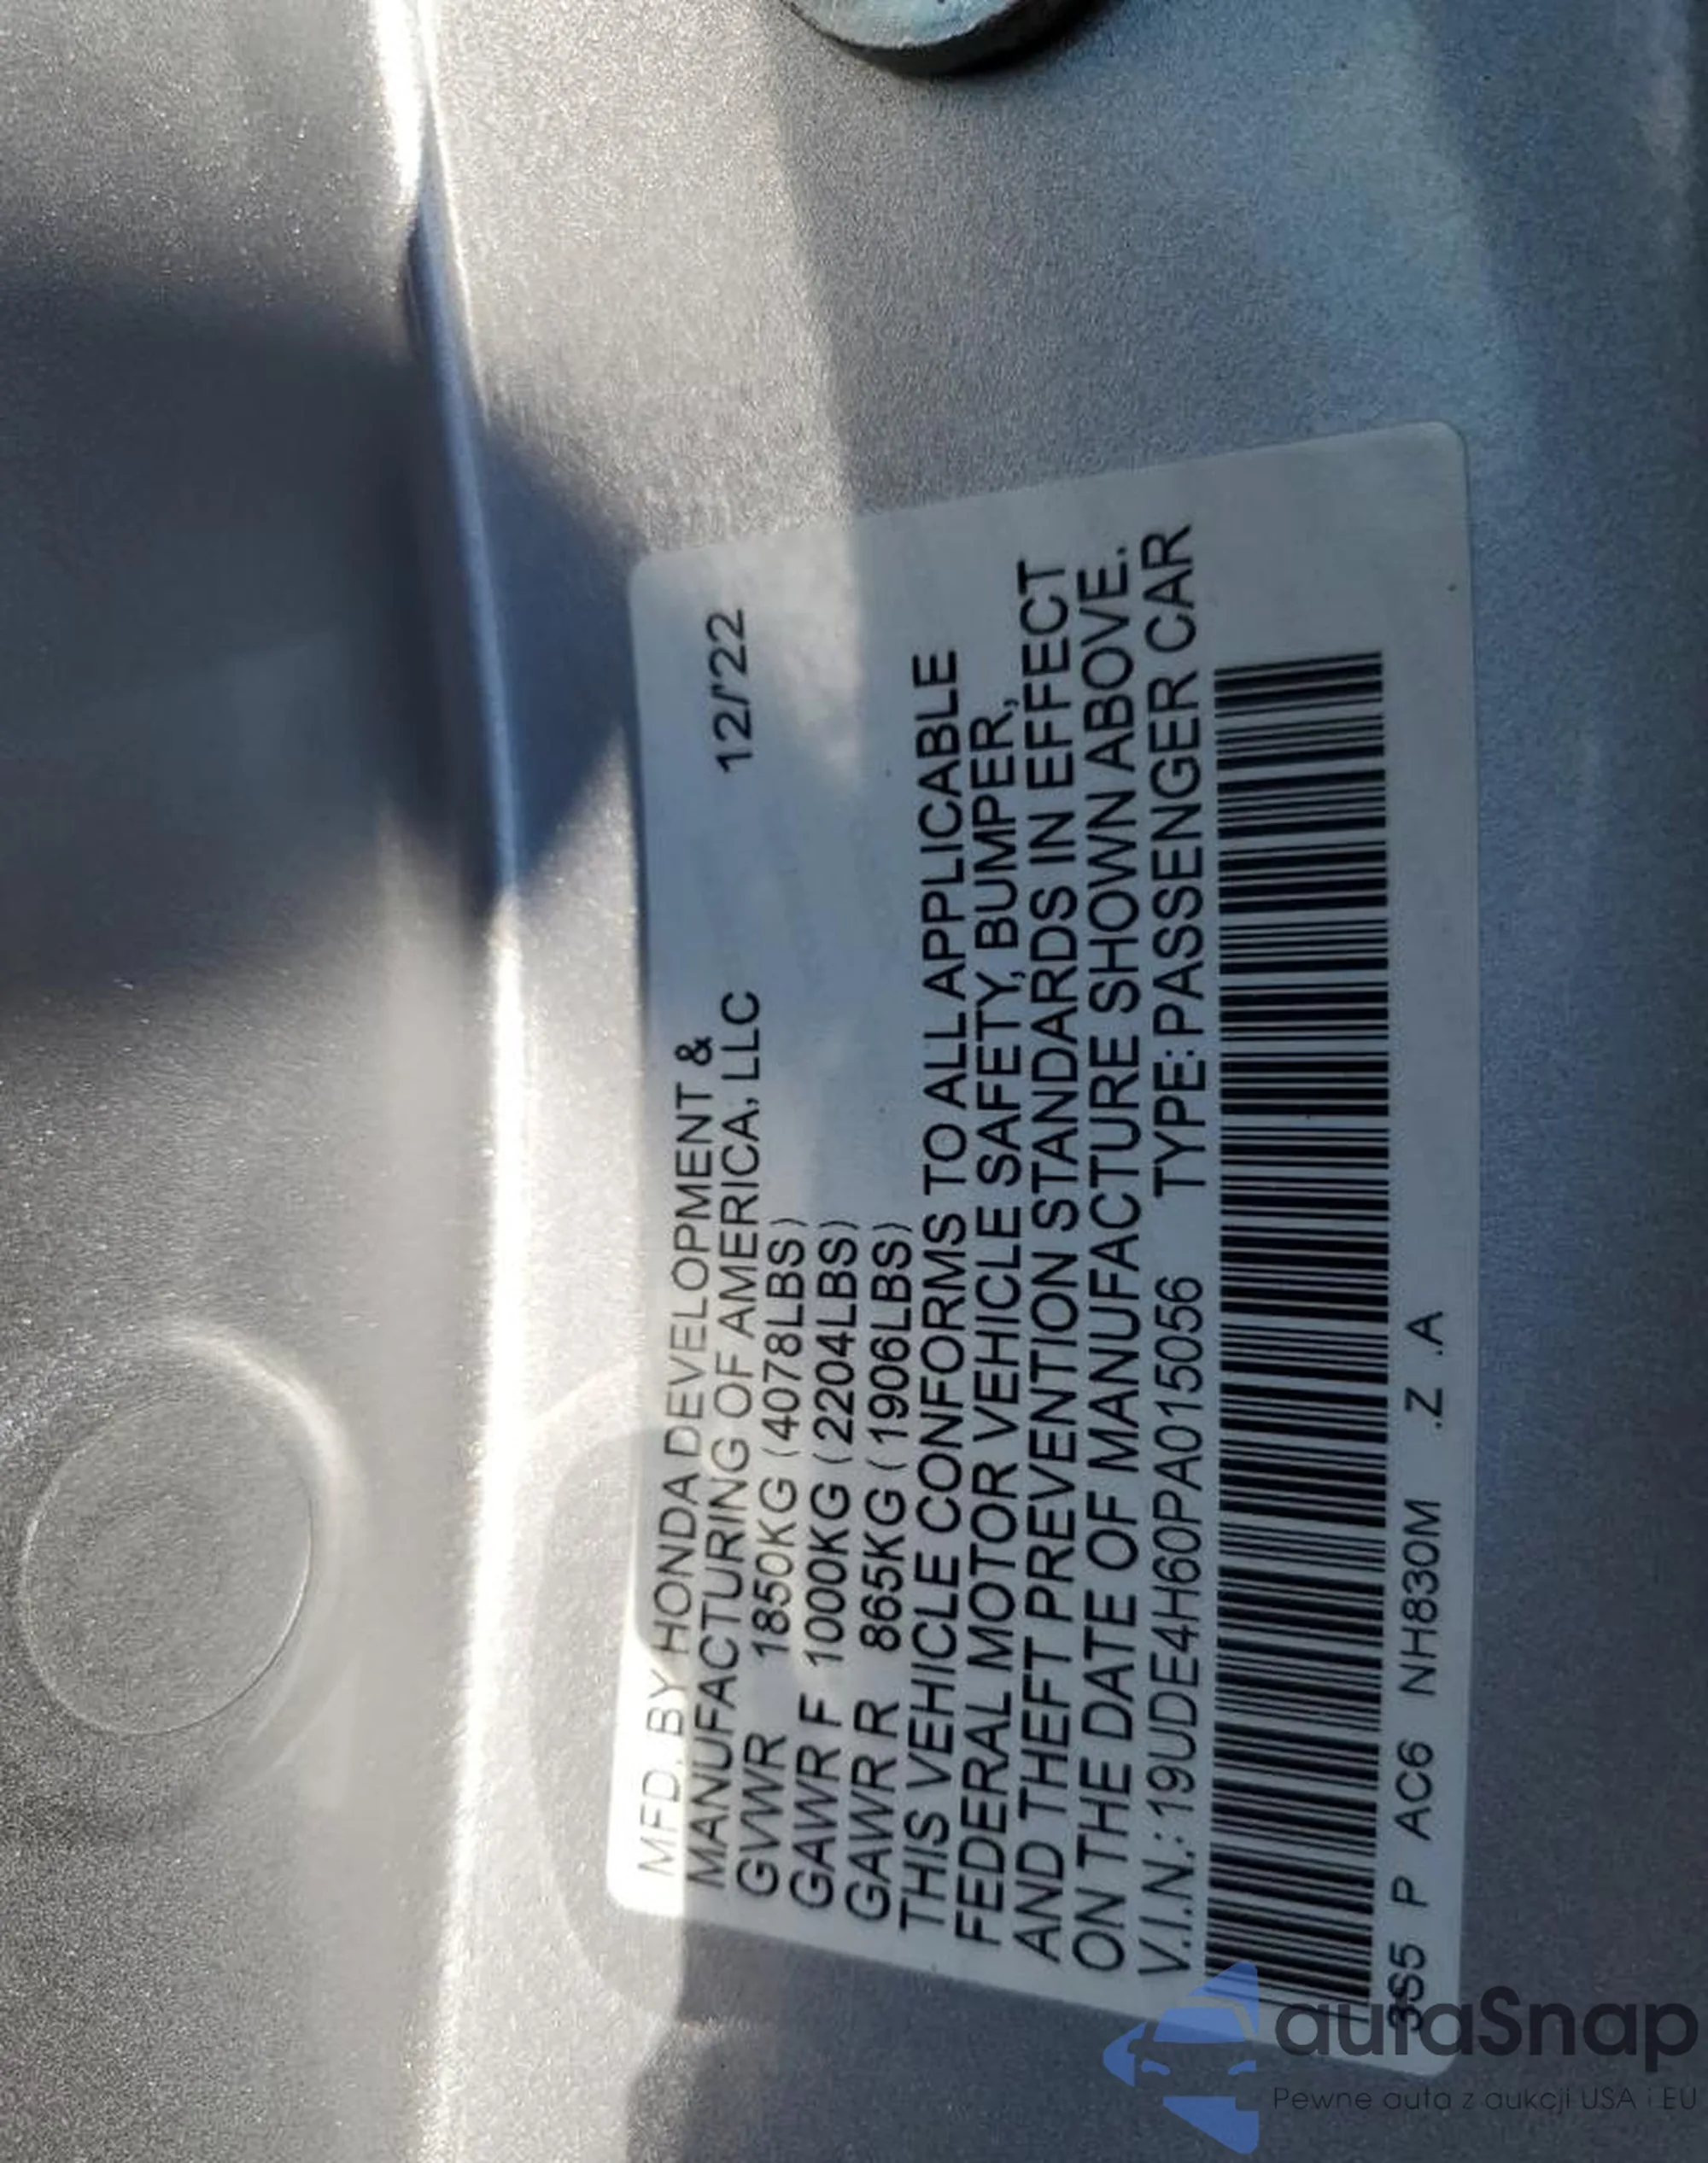 MFD. BY HONDA DEVELOPMENT &
MANUFACTURING OF AMERICA, LLC 12/'22
GVWR 1850KG (4078LBS)
GAWR F 1000KG (2204LBS)
GAWR R 865KG (1906LBS)
THIS VEHICLE CONFORMS TO ALL APPLICABLE
FEDERAL MOTOR VEHICLE SAFETY, BUMPER,
AND THEFT PREVENTION STANDARDS IN EFFECT
ON THE DATE OF MANUFACTURE SHOWN ABOVE.
V.I.N.: 19UDE4H60PA015056 TYPE: PASSENGER CAR
3S5 P AC6 NH830M .Z .A
auraSnap
Pewne auta z aukcji USA i EU